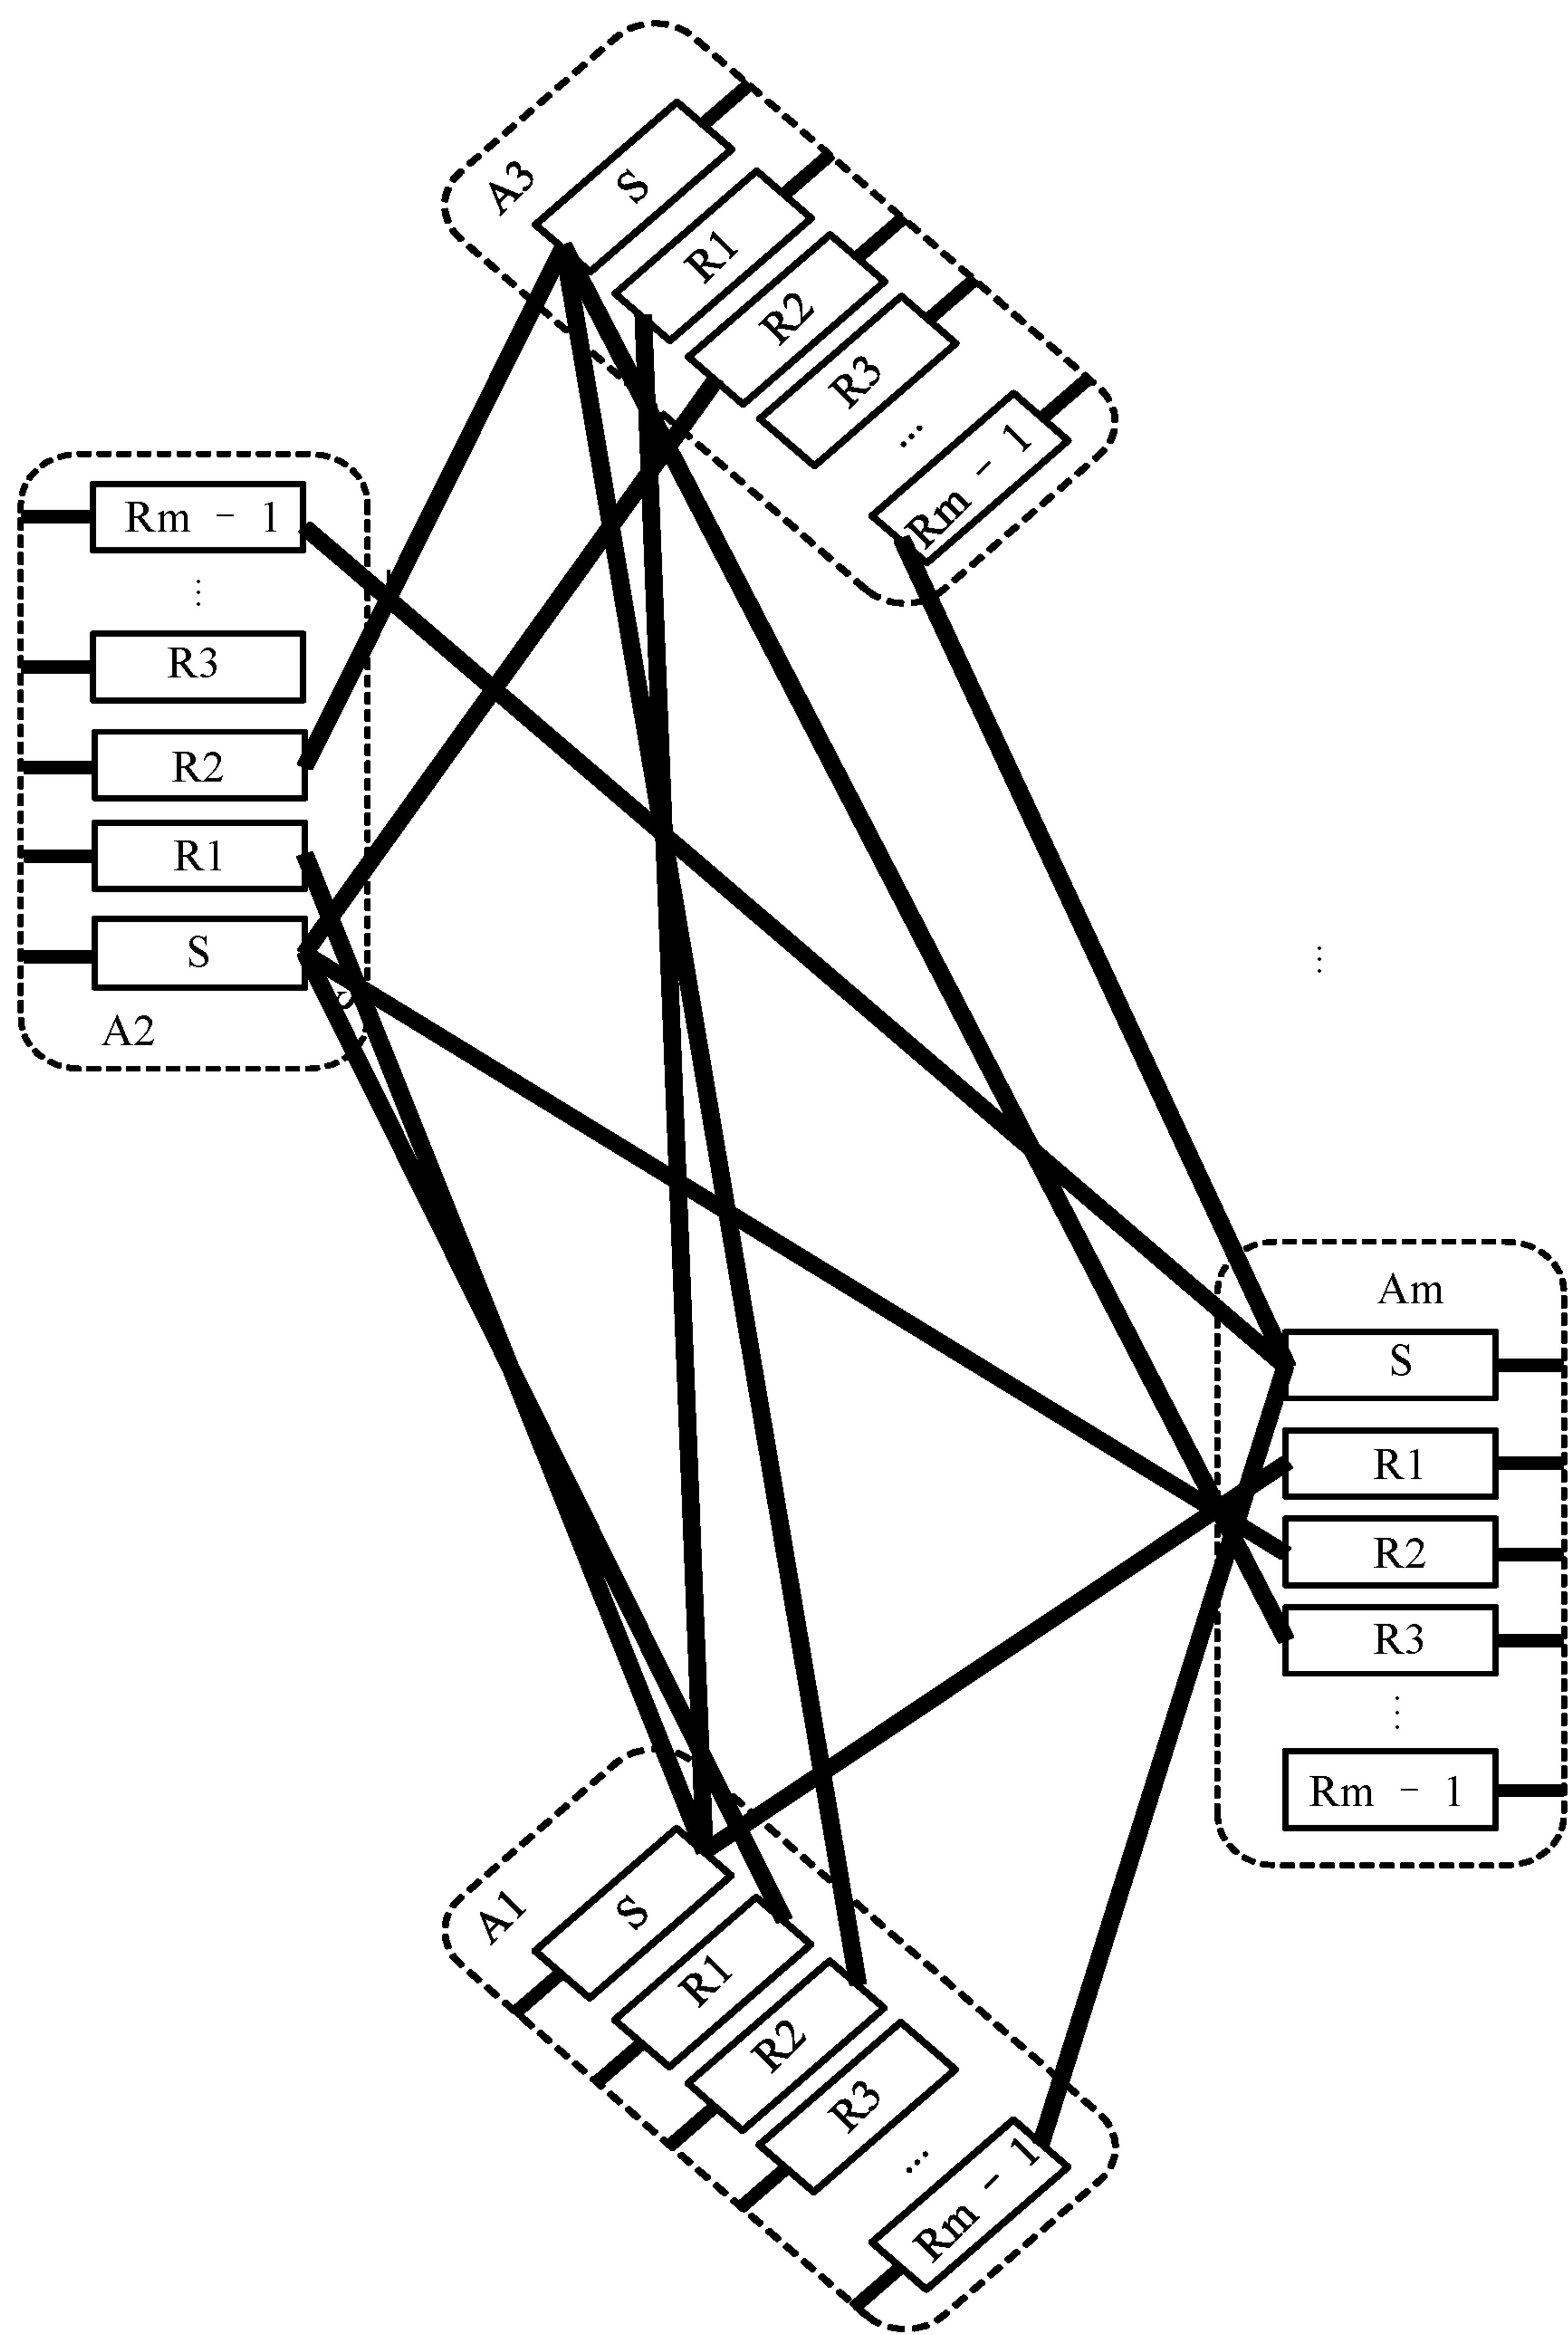 A3
S
R1
R2
R3
...
Rm - 1
Rm - 1
⋮
R3
R2
R1
S
A2
⋮
Am
S
R1
R2
R3
⋮
Rm - 1
A1
S
R1
R2
R3
...
Rm - 1